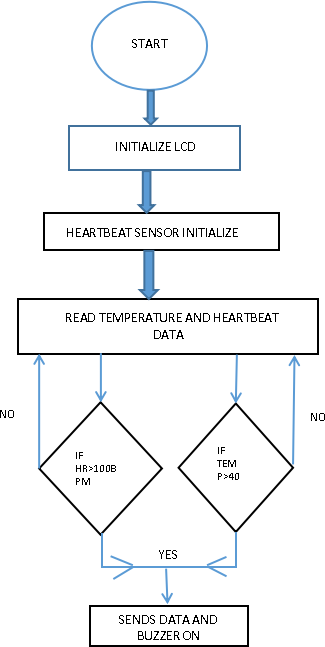 START
INITIALIZE LCD
HEARTBEAT SENSOR INITIALIZE
READ TEMPERATURE AND HEARTBEAT
DATA
NO
NO
IF
HR>100B
PM
IF
TEM
P>40
YES
SENDS DATA AND
BUZZER ON